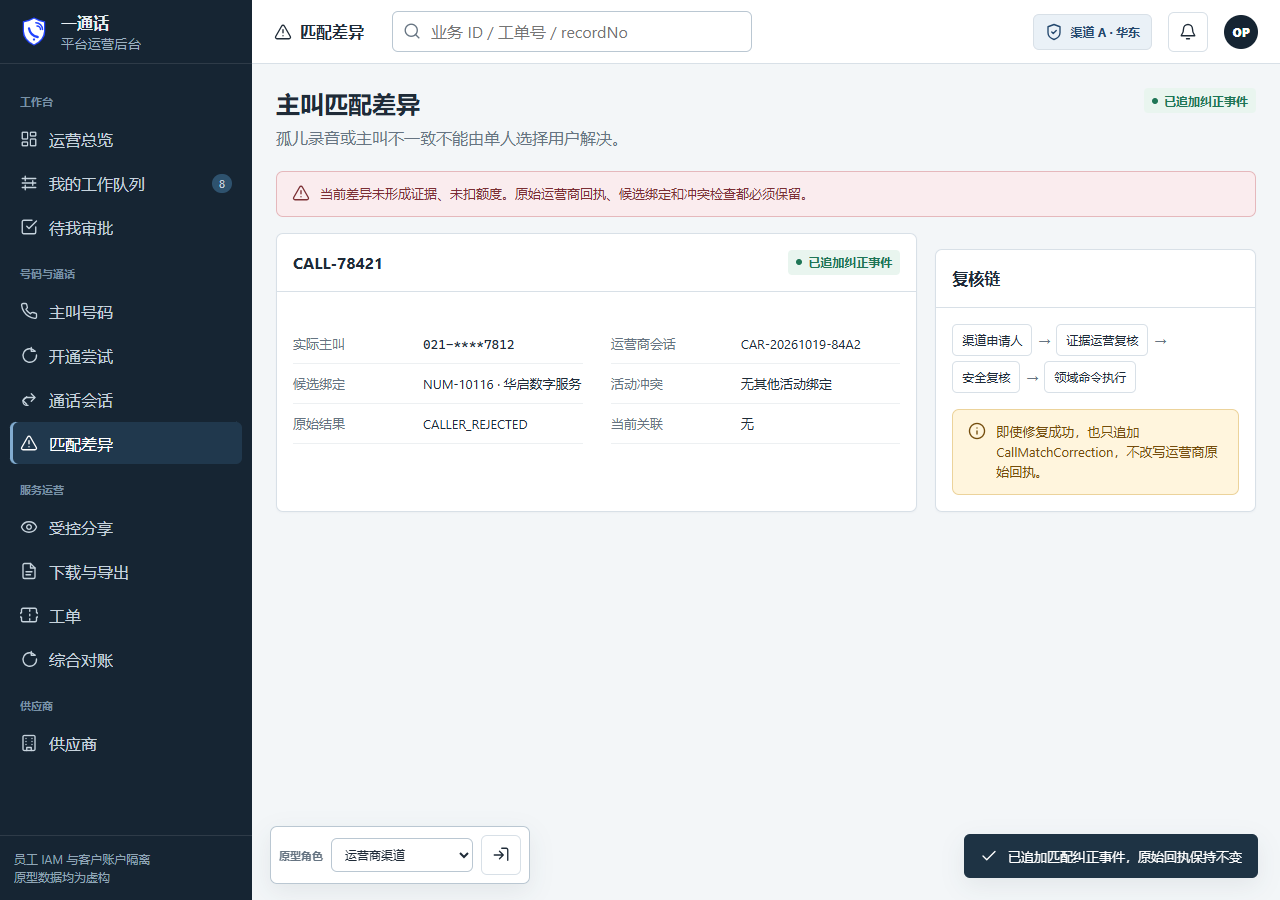 一通话
平台运营后台
工作台
运营总览
我的工作队列 8
待我审批
号码与通话
主叫号码
开通尝试
通话会话
匹配差异
服务运营
受控分享
下载与导出
工单
综合对账
供应商
供应商
员工 IAM 与客户账户隔离
原型数据均为虚构
匹配差异
业务 ID / 工单号 / recordNo
渠道 A · 华东
OP
主叫匹配差异
已追加纠正事件
孤儿录音或主叫不一致不能由单人选择用户解决。
当前差异未形成证据、未扣额度。原始运营商回执、候选绑定和冲突检查都必须保留。
CALL-78421
已追加纠正事件
实际主叫 021-****7812 运营商会话 CAR-20261019-84A2
候选绑定 NUM-10116 · 华启数字服务 活动冲突 无其他活动绑定
原始结果 CALLER_REJECTED 当前关联 无
复核链
渠道申请人 → 证据运营复核 →
安全复核 → 领域命令执行
即使修复成功，也只追加
CallMatchCorrection，不改写运营商原
始回执。
原型角色 运营商渠道
已追加匹配纠正事件，原始回执保持不变